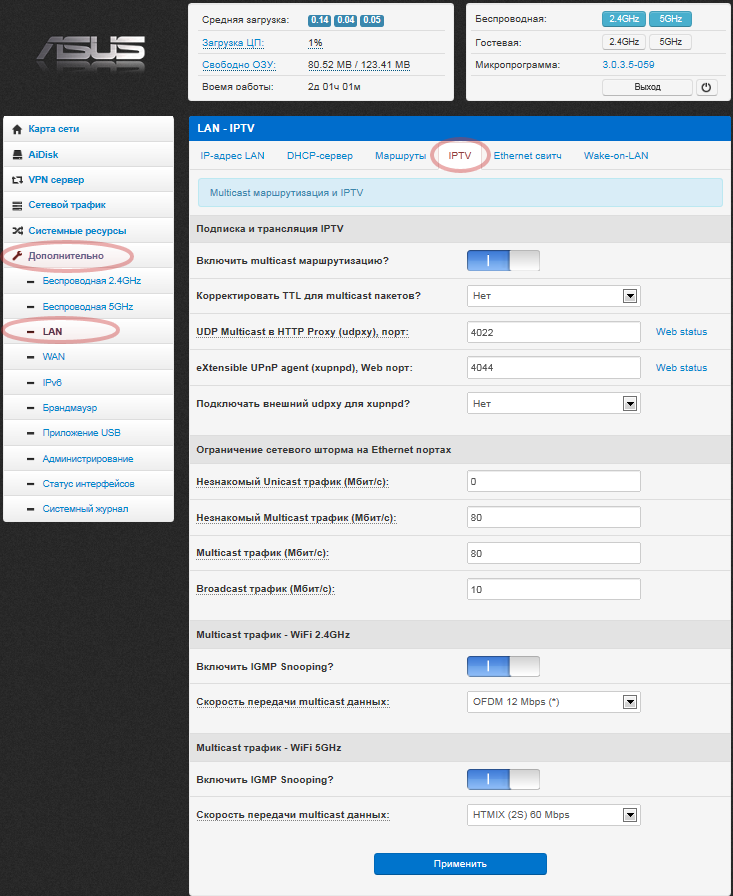 ASUS
Средняя загрузка: 0.14 0.04 0.05
Загрузка ЦП: 1%
Свободно ОЗУ: 80.52 MB / 123.41 MB
Время работы: 2д 01ч 01м
Беспроводная: 2.4GHz 5GHz
Гостевая: 2.4GHz 5GHz
Микропрограмма: 3.0.3.5-059
Выход
Карта сети
AiDisk
VPN сервер
Сетевой трафик
Системные ресурсы
Дополнительно
Беспроводная 2.4GHz
Беспроводная 5GHz
LAN
WAN
IPv6
Брандмауэр
Приложение USB
Администрирование
Статус интерфейсов
Системный журнал
LAN - IPTV
IP-адрес LAN DHCP-сервер Маршруты IPTV Ethernet свитч Wake-on-LAN
Multicast маршрутизация и IPTV
Подписка и трансляция IPTV
Включить multicast маршрутизацию?
Корректировать TTL для multicast пакетов? Нет
UDP Multicast в HTTP Proxy (udpxy), порт: 4022 Web status
eXtensible UPnP agent (xupnpd), Web порт: 4044 Web status
Подключать внешний udpxy для xupnpd? Нет
Ограничение сетевого шторма на Ethernet портах
Незнакомый Unicast трафик (Мбит/с): 0
Незнакомый Multicast трафик (Мбит/с): 80
Multicast трафик (Мбит/с): 80
Broadcast трафик (Мбит/с): 10
Multicast трафик - WiFi 2.4GHz
Включить IGMP Snooping?
Скорость передачи multicast данных: OFDM 12 Mbps (*)
Multicast трафик - WiFi 5GHz
Включить IGMP Snooping?
Скорость передачи multicast данных: HTMIX (2S) 60 Mbps
Применить